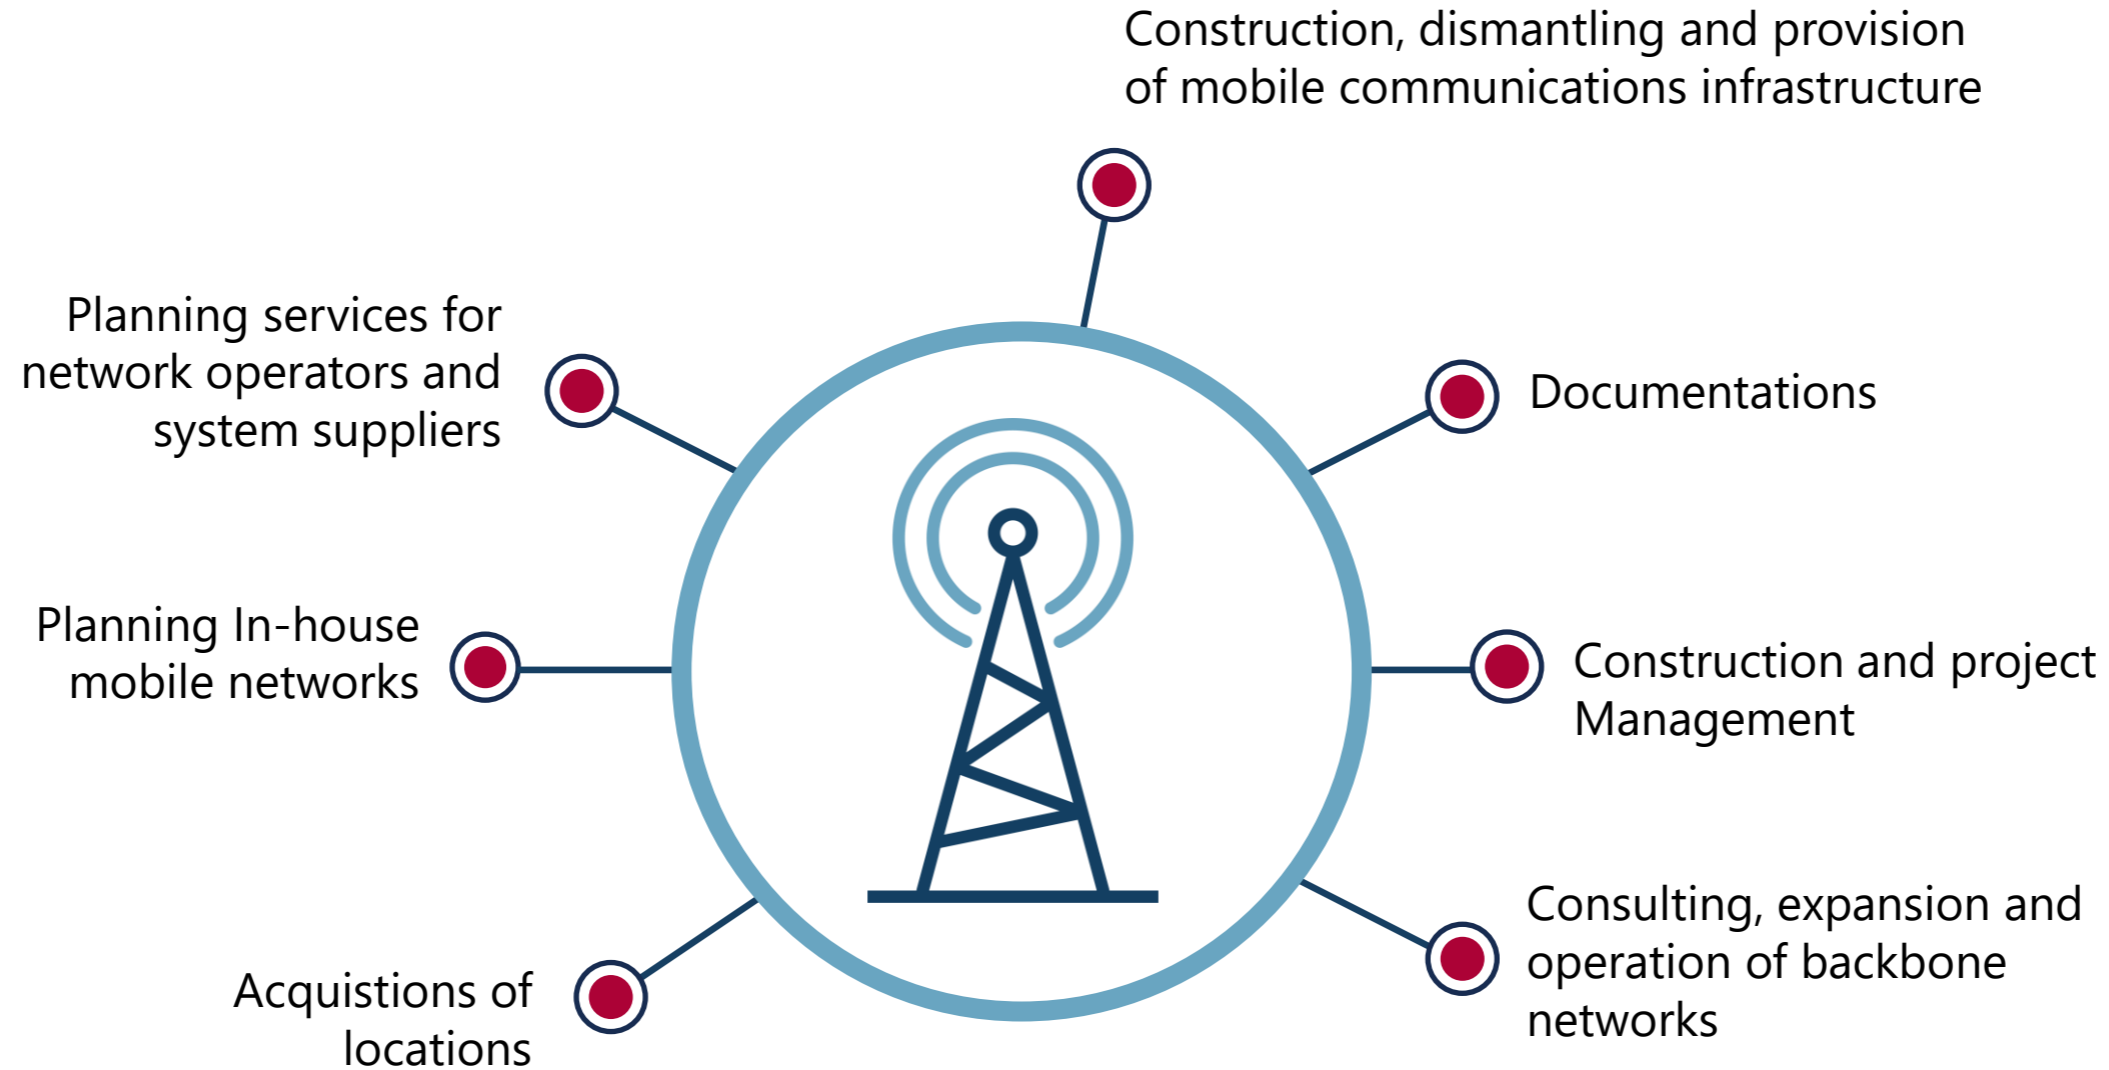 Construction, dismantling and provision
of mobile communications infrastructure
Planning services for
network operators and
system suppliers
Documentations
Planning In-house
mobile networks
Construction and project
Management
Acquistions of
locations
Consulting, expansion and
operation of backbone
networks